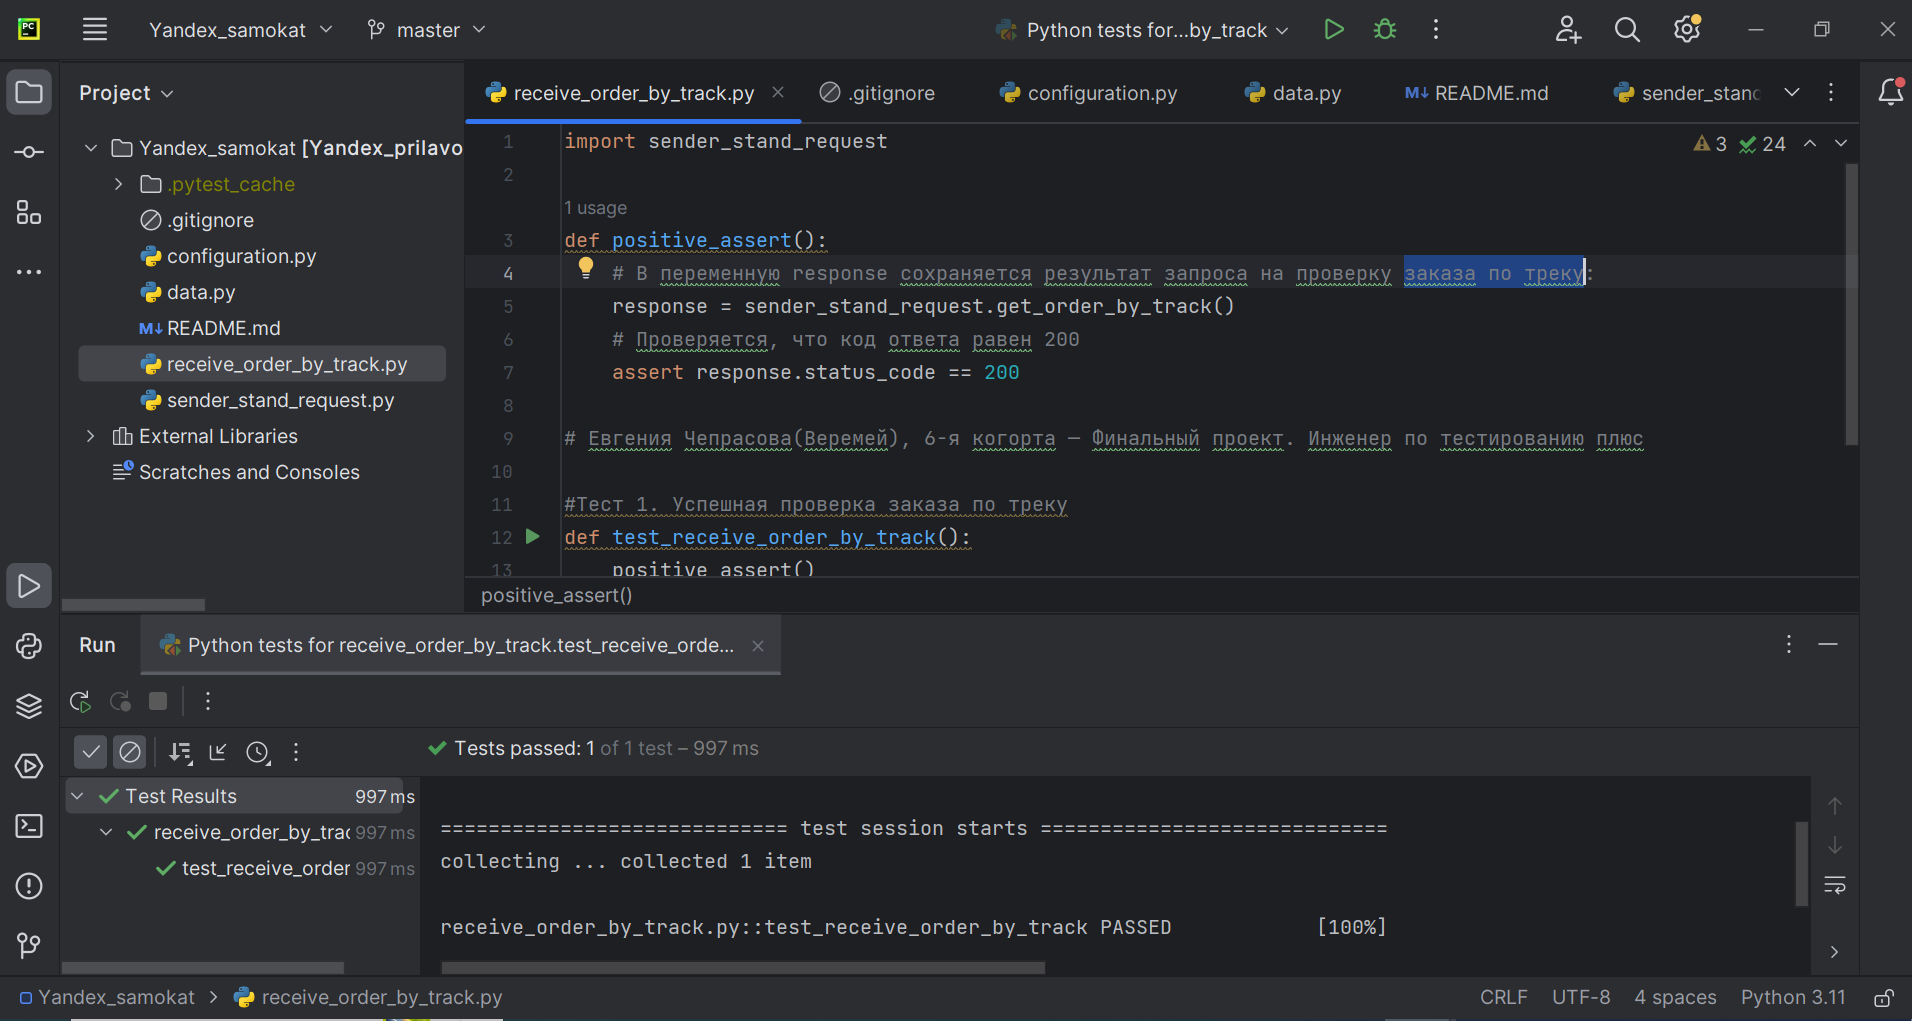 PC
Yandex_samokat
master
Python tests for...by_track
Project
receive_order_by_track.py
.gitignore
configuration.py
data.py
M↓ README.md
Yandex_samokat [Yandex_prilavo
.pytest_cache
.gitignore
configuration.py
data.py
M↓ README.md
receive_order_by_track.py
sender_stand_request.py
External Libraries
Scratches and Consoles
3 24
1 import sender_stand_request
2
1 usage
3 def positive_assert():
4 # В переменную response сохраняется результат запроса на проверку заказа по треку:
5 response = sender_stand_request.get_order_by_track()
6 # Проверяется, что код ответа равен 200
7 assert response.status_code == 200
8
9 # Евгения Чепрасова(Веремей), 6-я когорта — Финальный проект. Инженер по тестированию плюс
10
11 #Тест 1. Успешная проверка заказа по треку
12 def test_receive_order_by_track():
13 positive_assert()
positive_assert()
Run
Python tests for receive_order_by_track.test_receive_orde...
Tests passed: 1 of 1 test – 997 ms
Test Results 997 ms
receive_order_by_trac 997 ms
test_receive_order 997 ms
============================= test session starts =============================
collecting ... collected 1 item
receive_order_by_track.py::test_receive_order_by_track PASSED [100%]
Yandex_samokat > receive_order_by_track.py
CRLF UTF-8 4 spaces Python 3.11